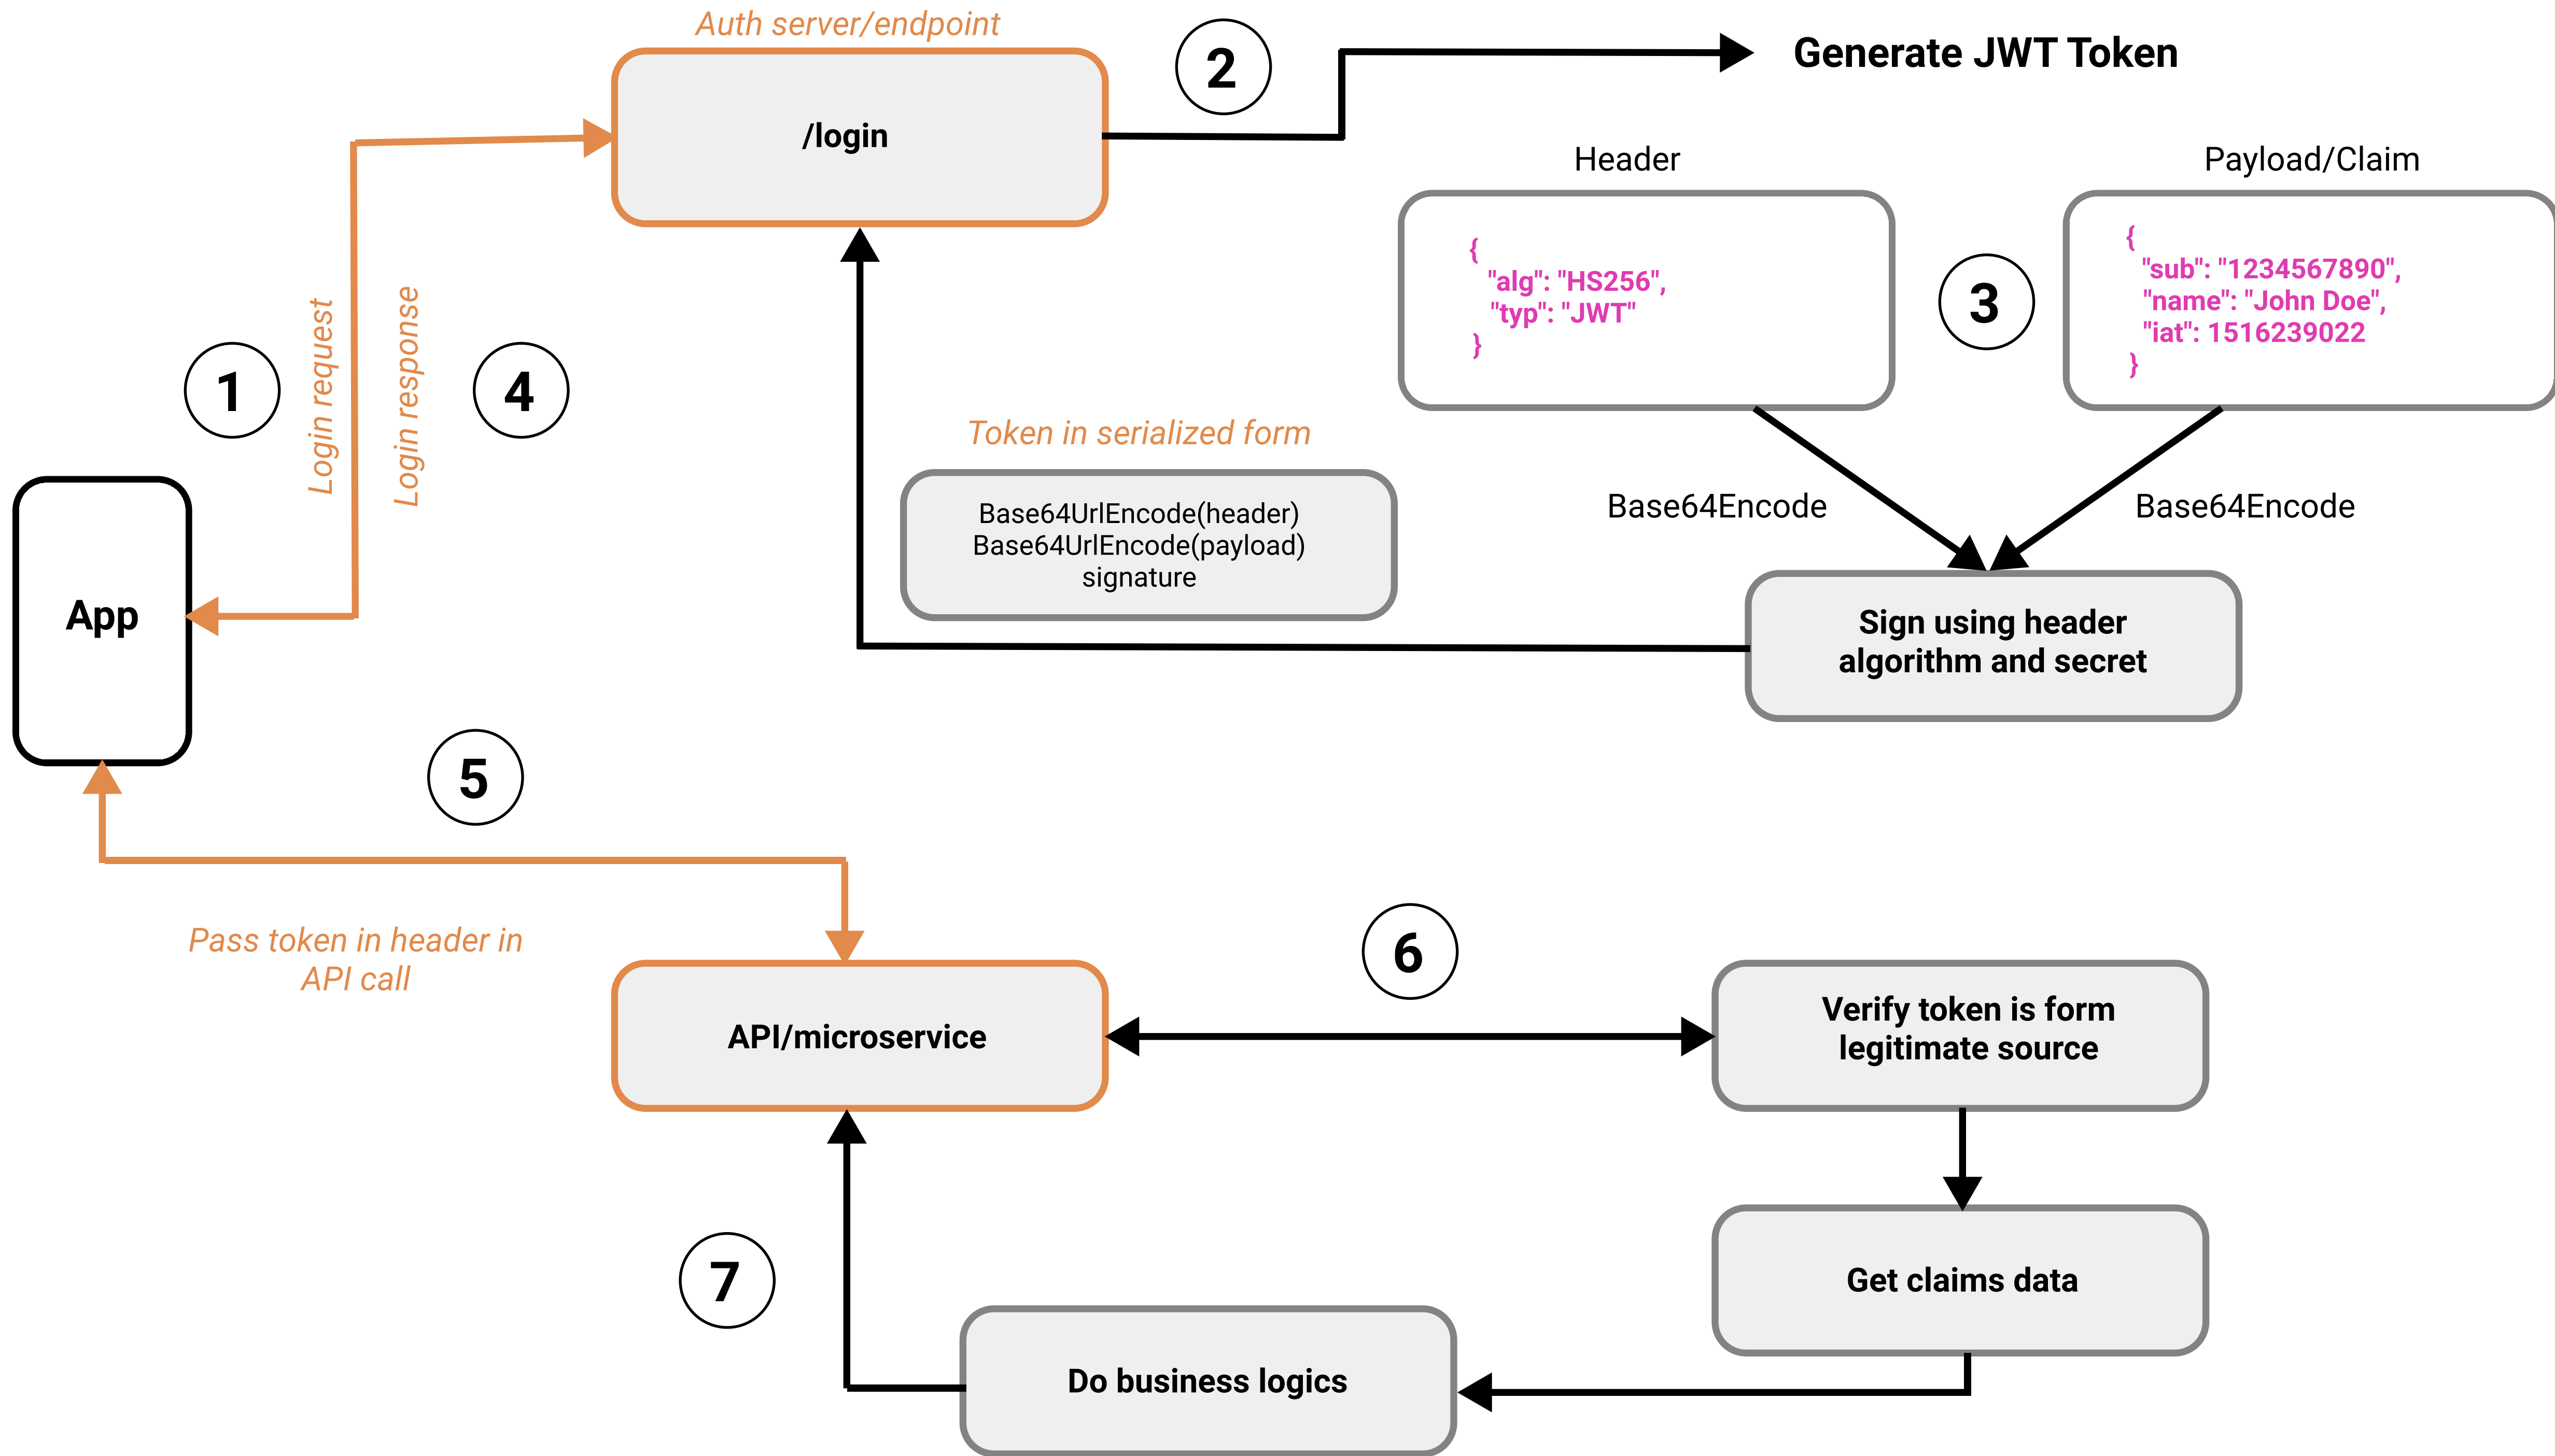 Auth server/endpoint
/login
2
Generate JWT Token
Header
{
"alg": "HS256",
"typ": "JWT"
}
3
Payload/Claim
{
"sub": "1234567890",
"name": "John Doe",
"iat": 1516239022
}
1
Login request
Login response
4
Token in serialized form
Base64UrlEncode(header)
Base64UrlEncode(payload)
signature
Base64Encode
Base64Encode
Sign using header
algorithm and secret
App
5
Pass token in header in
API call
API/microservice
6
Verify token is form
legitimate source
Get claims data
7
Do business logics